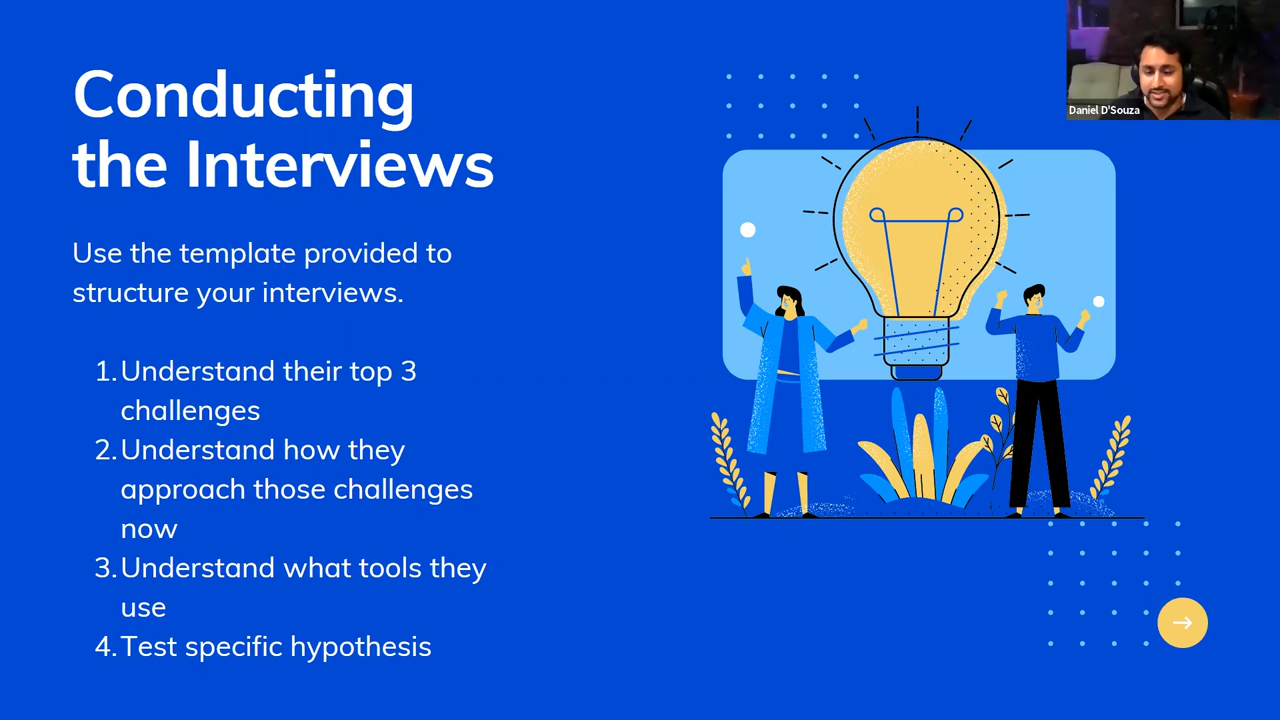 Conducting
the Interviews
Use the template provided to
structure your interviews.
1. Understand their top 3
challenges
2. Understand how they
approach those challenges
now
3. Understand what tools they
use
4. Test specific hypothesis
Daniel D'Souza